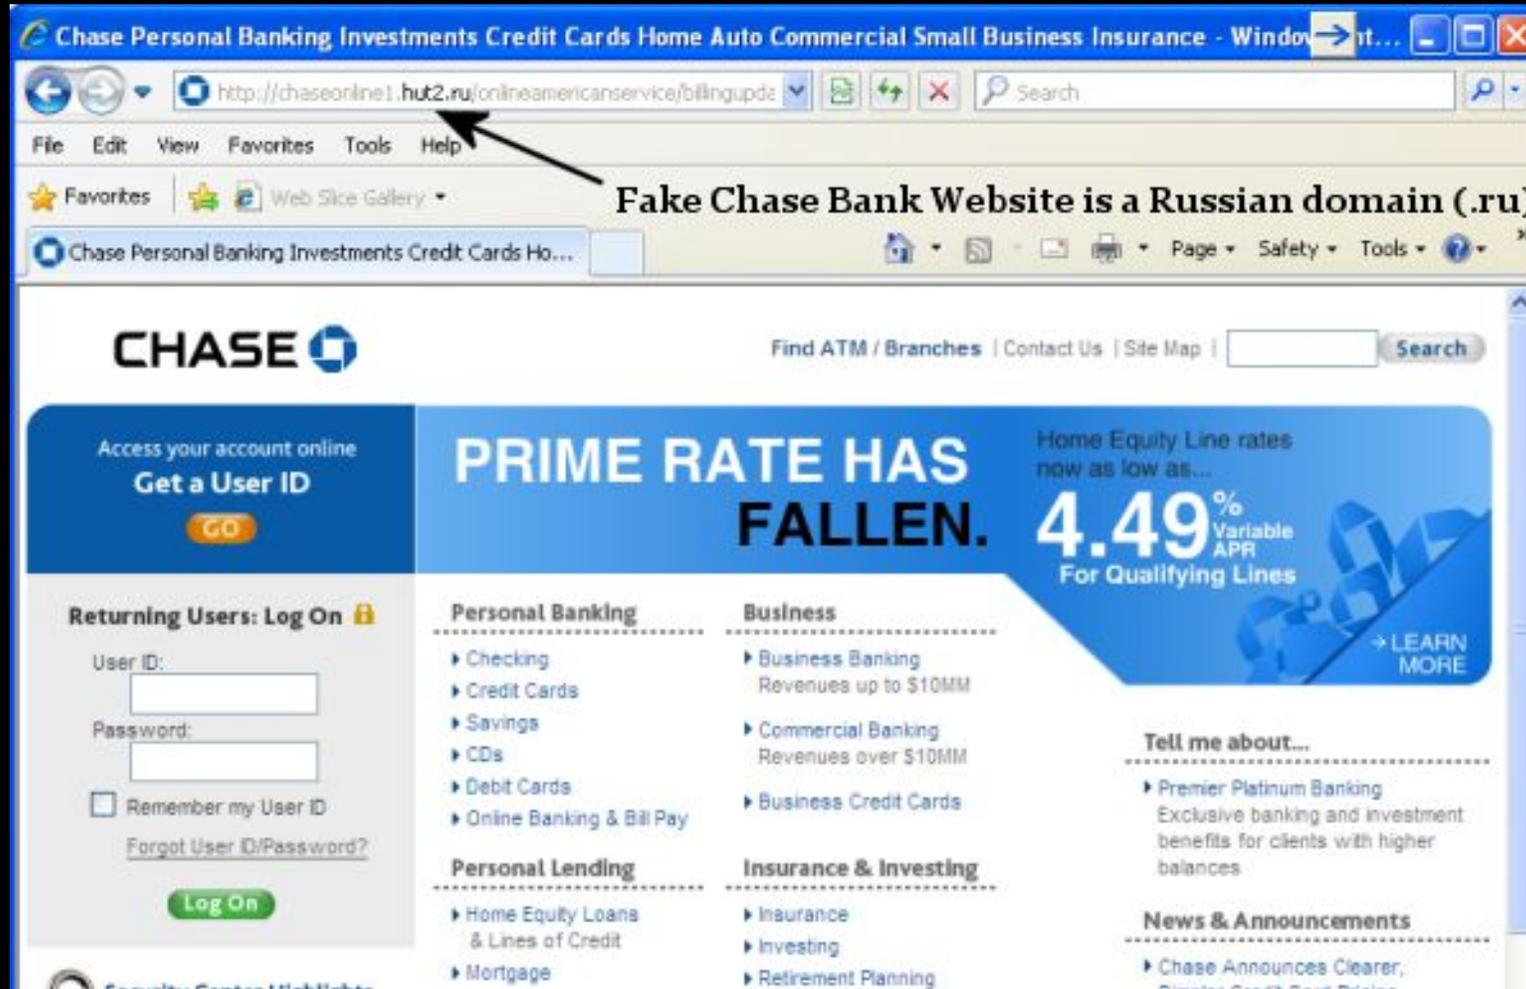 Chase Personal Banking Investments Credit Cards Home Auto Commercial Small Business Insurance - Window
http://chaseonline1.hut2.ru/onlineamericanservice/billingupda
Search
File Edit View Favorites Tools Help
Favorites
Web Slice Gallery
Fake Chase Bank Website is a Russian domain (.ru)
Chase Personal Banking Investments Credit Cards Ho...
Page Safety Tools
CHASE
Find ATM / Branches | Contact Us | Site Map |
Search
Access your account online
Get a User ID
GO
PRIME RATE HAS
FALLEN.
Home Equity Line rates
now as low as...
4.49% Variable APR
For Qualifying Lines
LEARN
MORE
Returning Users: Log On
User ID:
Password:
Remember my User ID
Forgot User ID/Password?
Log On
Personal Banking
Checking
Credit Cards
Savings
CDs
Debit Cards
Online Banking & Bill Pay
Personal Lending
Home Equity Loans
& Lines of Credit
Mortgage
Business
Business Banking
Revenues up to $10MM
Commercial Banking
Revenues over $10MM
Business Credit Cards
Insurance & Investing
Insurance
Investing
Retirement Planning
Tell me about...
Premier Platinum Banking
Exclusive banking and investment
benefits for clients with higher
balances
News & Announcements
Chase Announces Clearer,